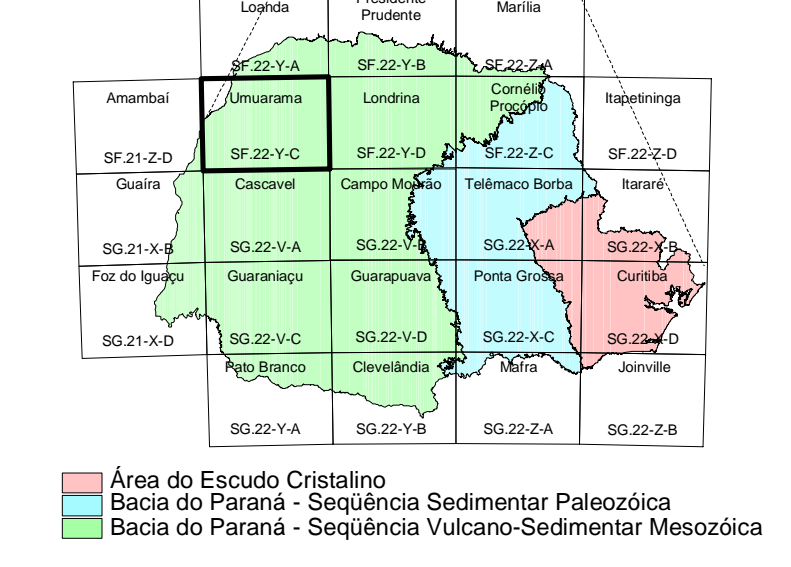 Loanda
Presidente
Prudente
Marília
SF.22-Y-A
SF.22-Y-B
SF.22-Z-A
Amambaí
Umuarama
Londrina
Cornélio
Procópio
Itapetininga
SF.21-Z-D
SF.22-Y-C
SF.22-Y-D
SF.22-Z-C
SF.22-Z-D
Guaíra
Cascavel
Campo Mourão
Telêmaco Borba
Itararé
SG.21-X-B
SG.22-V-A
SG.22-V-B
SG.22-X-A
SG.22-X-B
Foz do Iguaçu
Guaraniaçu
Guarapuava
Ponta Grossa
Curitiba
SG.21-X-D
SG.22-V-C
SG.22-V-D
SG.22-X-C
SG.22-X-D
Pato Branco
Clevelândia
Mafra
Joinville
SG.22-Y-A
SG.22-Y-B
SG.22-Z-A
SG.22-Z-B
Área do Escudo Cristalino
Bacia do Paraná - Seqüência Sedimentar Paleozóica
Bacia do Paraná - Seqüência Vulcano-Sedimentar Mesozóica